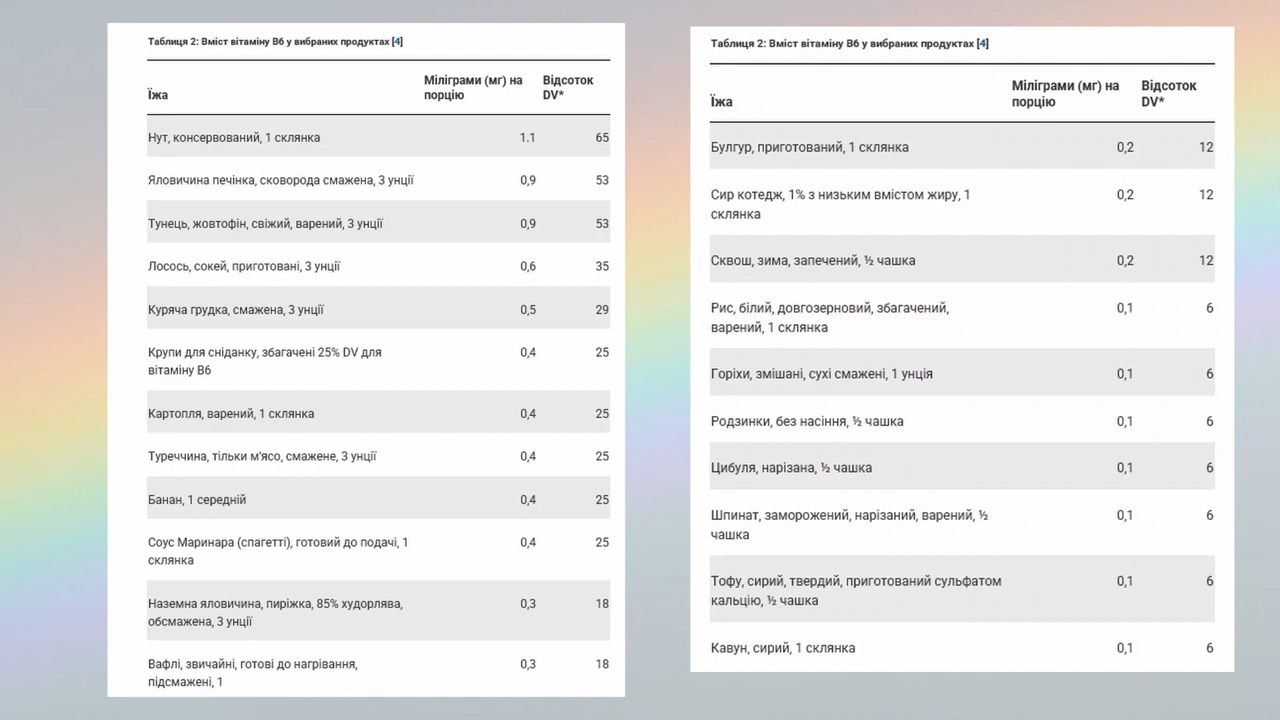 Таблиця 2: Вміст вітаміну B6 у вибраних продуктах [4]
Їжа Міліграми (мг) на порцію Відсоток DV*
Нут, консервований, 1 склянка 1.1 65
Яловичина печінка, сковорода смажена, 3 унції 0,9 53
Тунець, жовтофін, свіжий, варений, 3 унції 0,9 53
Лосось, сокей, приготовані, 3 унції 0,6 35
Куряча грудка, смажена, 3 унції 0,5 29
Крупи для сніданку, збагачені 25% DV для 0,4 25
вітаміну B6
Картопля, варений, 1 склянка 0,4 25
Туреччина, тільки м'ясо, смажене, 3 унції 0,4 25
Банан, 1 середній 0,4 25
Соус Маринара (спагетті), готовий до подачі, 1 0,4 25
склянка
Наземна яловичина, пиріжка, 85% худорлява, 0,3 18
обсмажена, 3 унції
Вафлі, звичайні, готові до нагрівання, 0,3 18
підсмажені, 1
Таблиця 2: Вміст вітаміну B6 у вибраних продуктах [4]
Їжа Міліграми (мг) на порцію Відсоток DV*
Булгур, приготований, 1 склянка 0,2 12
Сир котедж, 1% з низьким вмістом жиру, 1 0,2 12
склянка
Сквош, зима, запечений, ½ чашка 0,2 12
Рис, білий, довгозерновий, збагачений, 0,1 6
варений, 1 склянка
Горіхи, змішані, сухі смажені, 1 унція 0,1 6
Родзинки, без насіння, ½ чашка 0,1 6
Цибуля, нарізана, ½ чашка 0,1 6
Шпинат, заморожений, нарізаний, варений, ½ 0,1 6
чашка
Тофу, сирий, твердий, приготований сульфатом 0,1 6
кальцію, ½ чашка
Кавун, сирий, 1 склянка 0,1 6